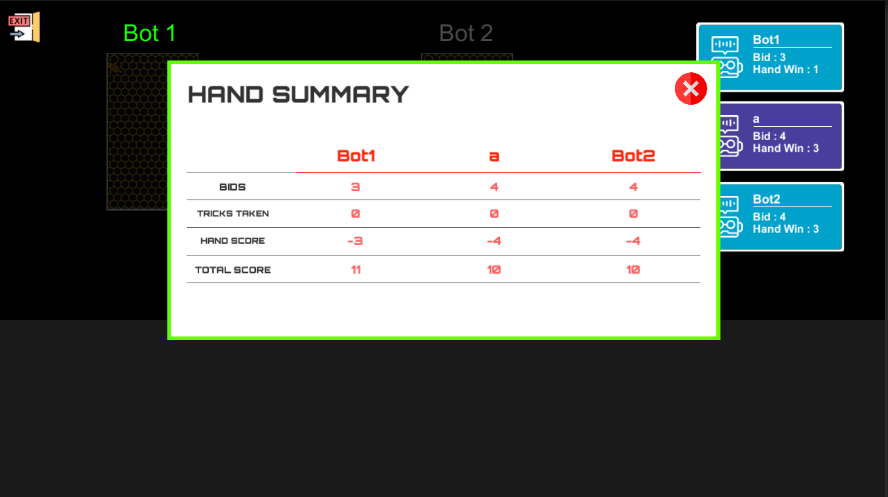 EXIT
Bot 1
Bot 2
Bot1
Bid : 3
Hand Win : 1
a
Bid : 4
Hand Win : 3
Bot2
Bid : 4
Hand Win : 3
HAND SUMMARY
Bot1 a Bot2
BIDS 3 4 4
TRICKS TAKEN 0 0 0
HAND SCORE -3 -4 -4
TOTAL SCORE 11 10 10